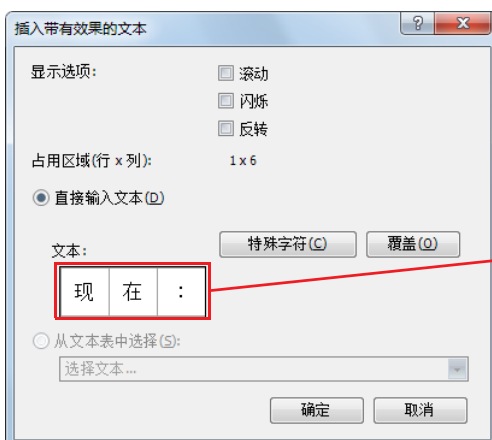 插入带有效果的文本
显示选项:
滚动
闪烁
反转
占用区域(行 x 列): 1 x 6
直接输入文本(D)
特殊字符(C) 覆盖(O)
文本:
现 在 :
从文本表中选择(S):
选择文本...
确定 取消